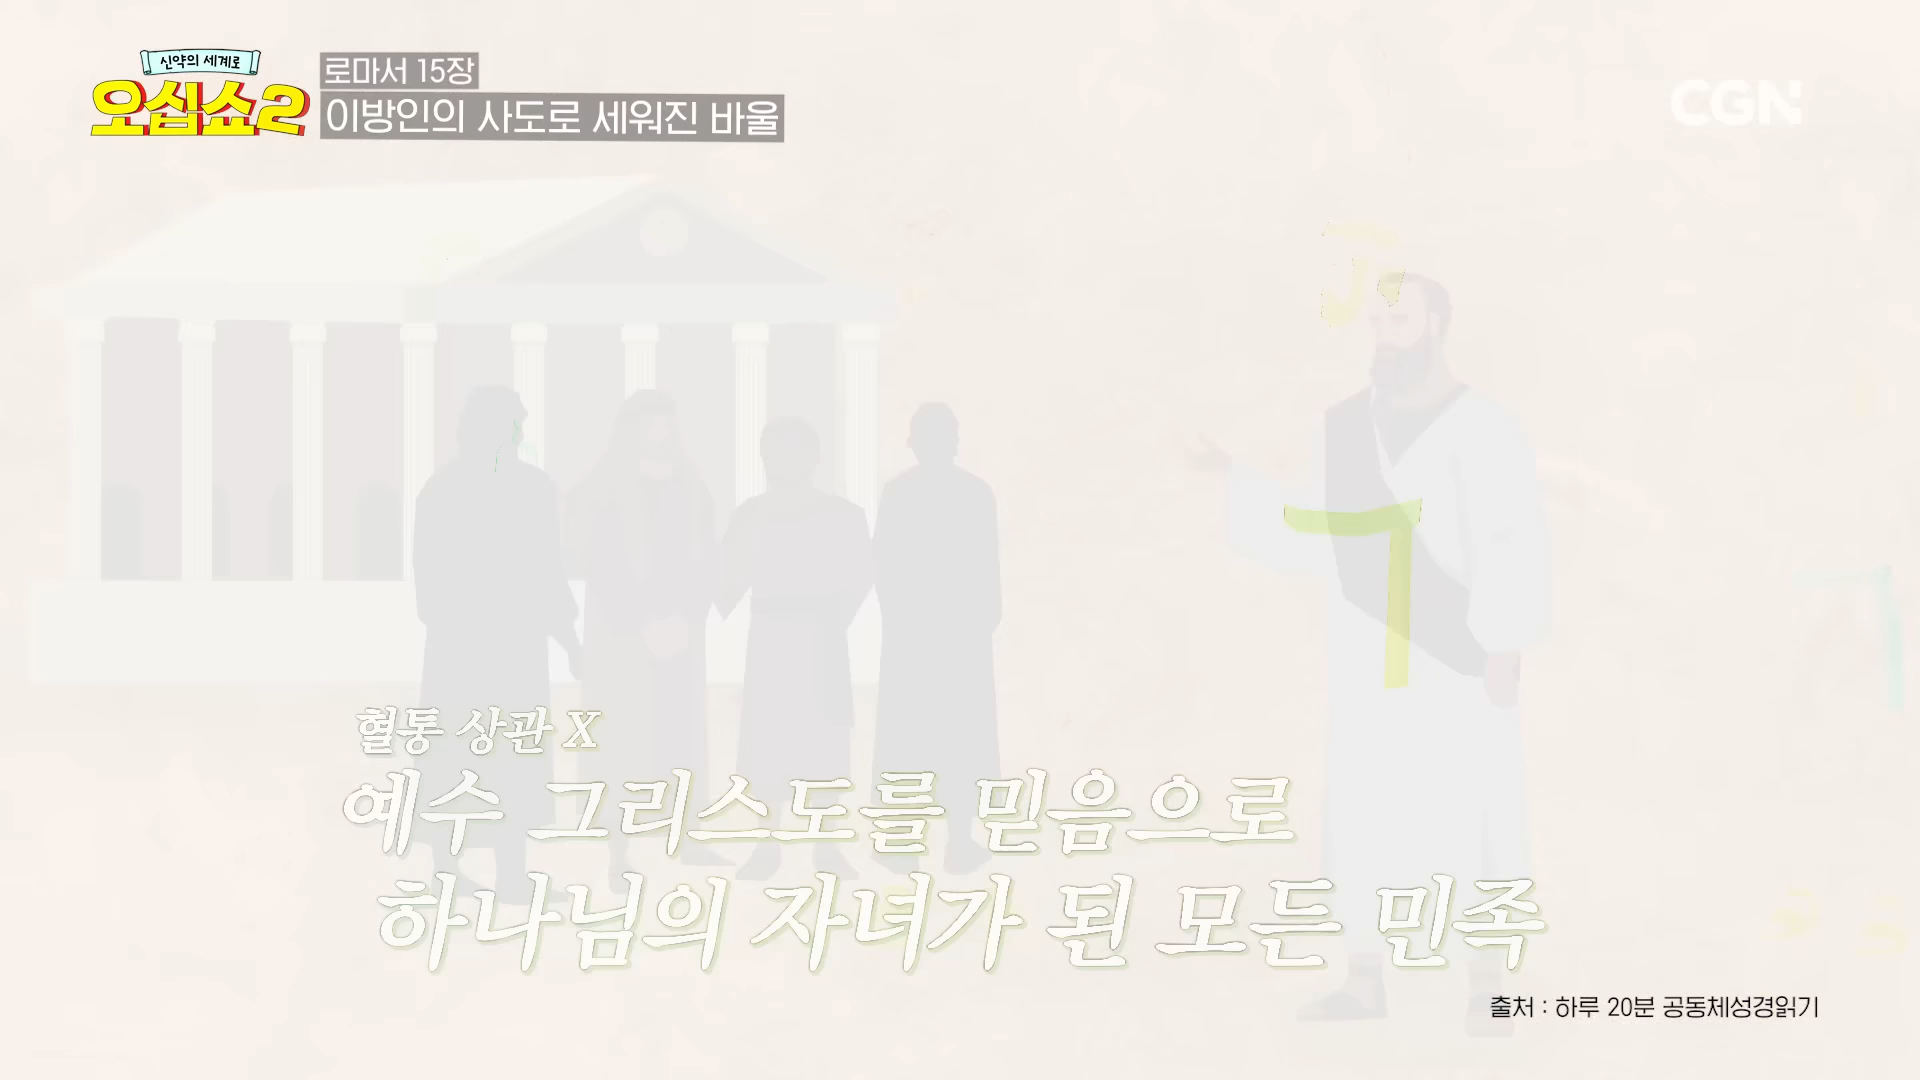 신약의 세계로
오십쇼2
로마서 15장
이방인의 사도로 세워진 바울
CGN
혈통 상관 X
예수 그리스도를 믿음으로
하나님의 자녀가 된 모든 민족
출처 : 하루 20분 공동체성경읽기